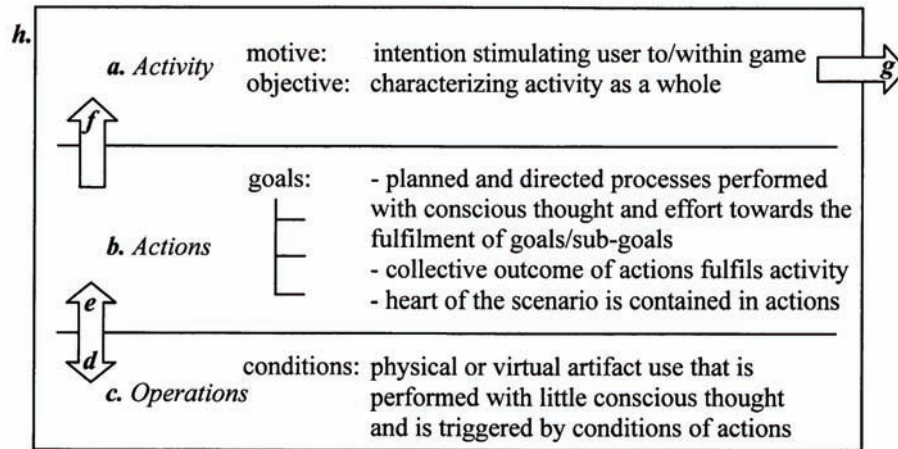 h.
a. Activity motive: intention stimulating user to/within game
objective: characterizing activity as a whole
g
f
goals: - planned and directed processes performed
with conscious thought and effort towards the
b. Actions fulfilment of goals/sub-goals
- collective outcome of actions fulfils activity
e - heart of the scenario is contained in actions
d
conditions: physical or virtual artifact use that is
c. Operations performed with little conscious thought
and is triggered by conditions of actions